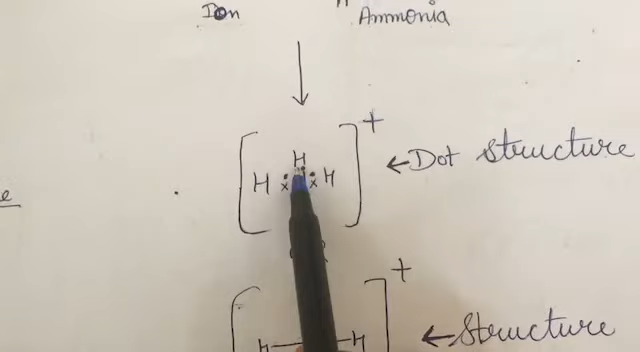 Ion Ammonia
+
H
H : H
x x
← Dot structure
+
H — H
← Structure